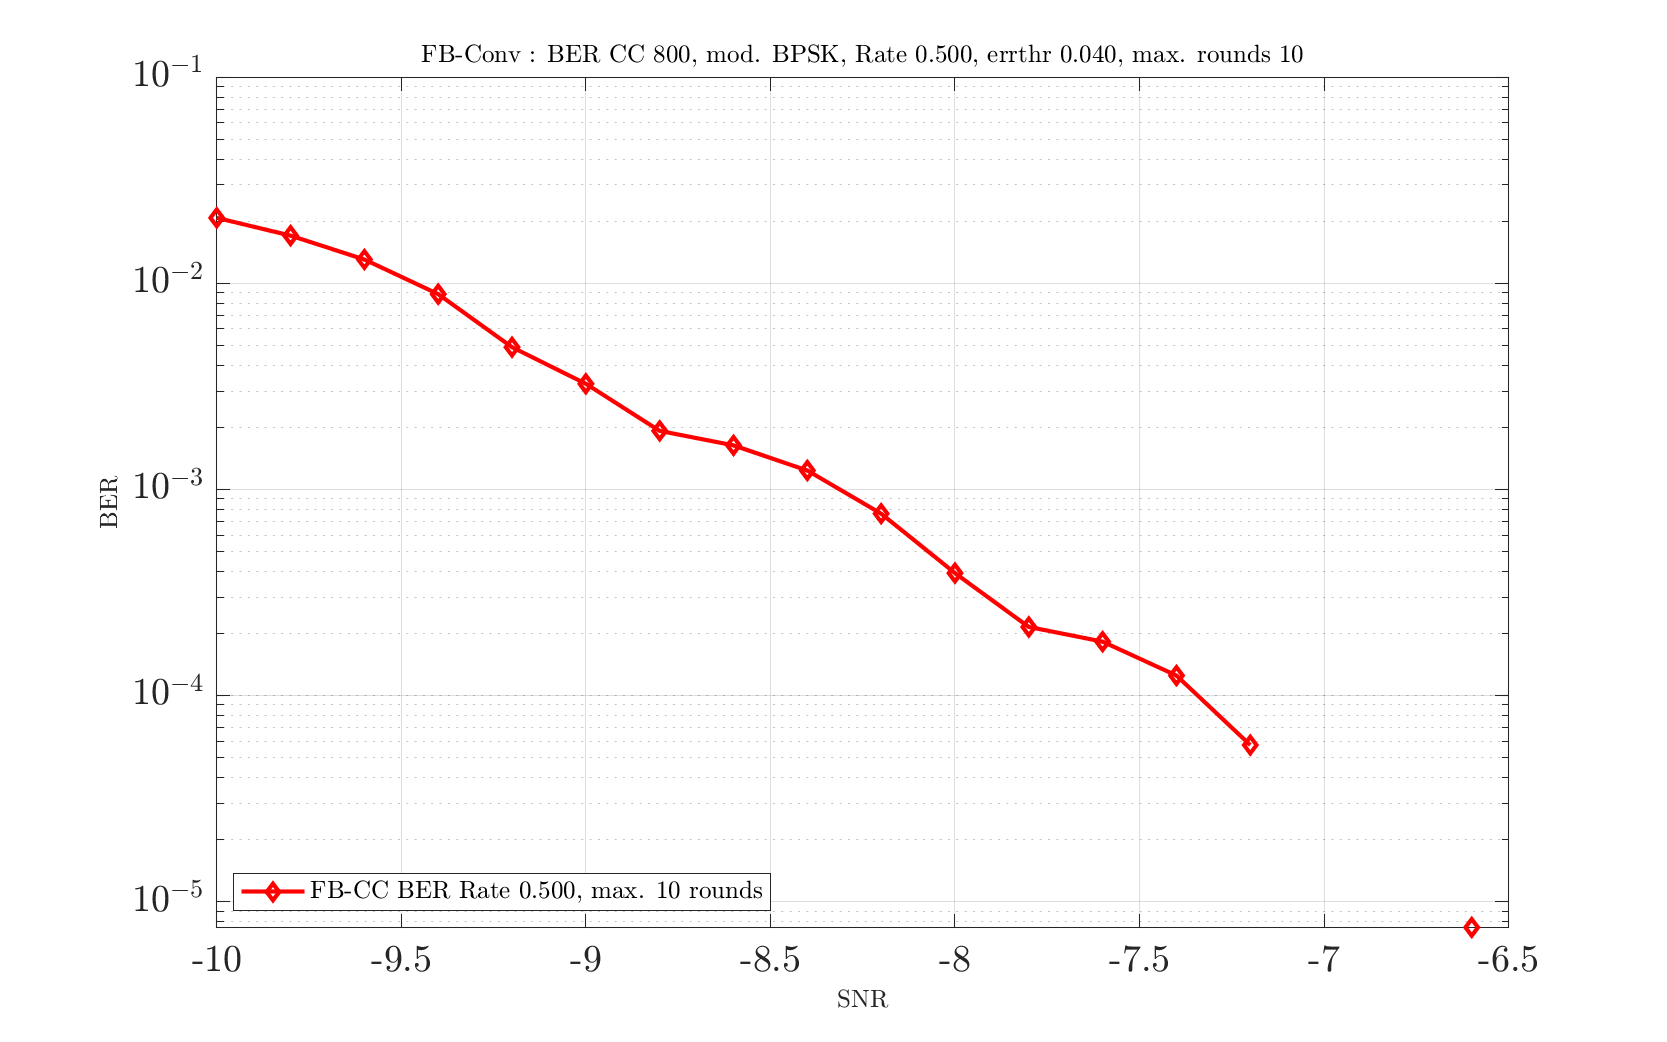 FB-Conv : BER CC 800, mod. BPSK, Rate 0.500, errthr 0.040, max. rounds 10
10^{-1}
10^{-2}
10^{-3}
10^{-4}
10^{-5}
BER
FB-CC BER Rate 0.500, max. 10 rounds
-10 -9.5 -9 -8.5 -8 -7.5 -7 -6.5
SNR